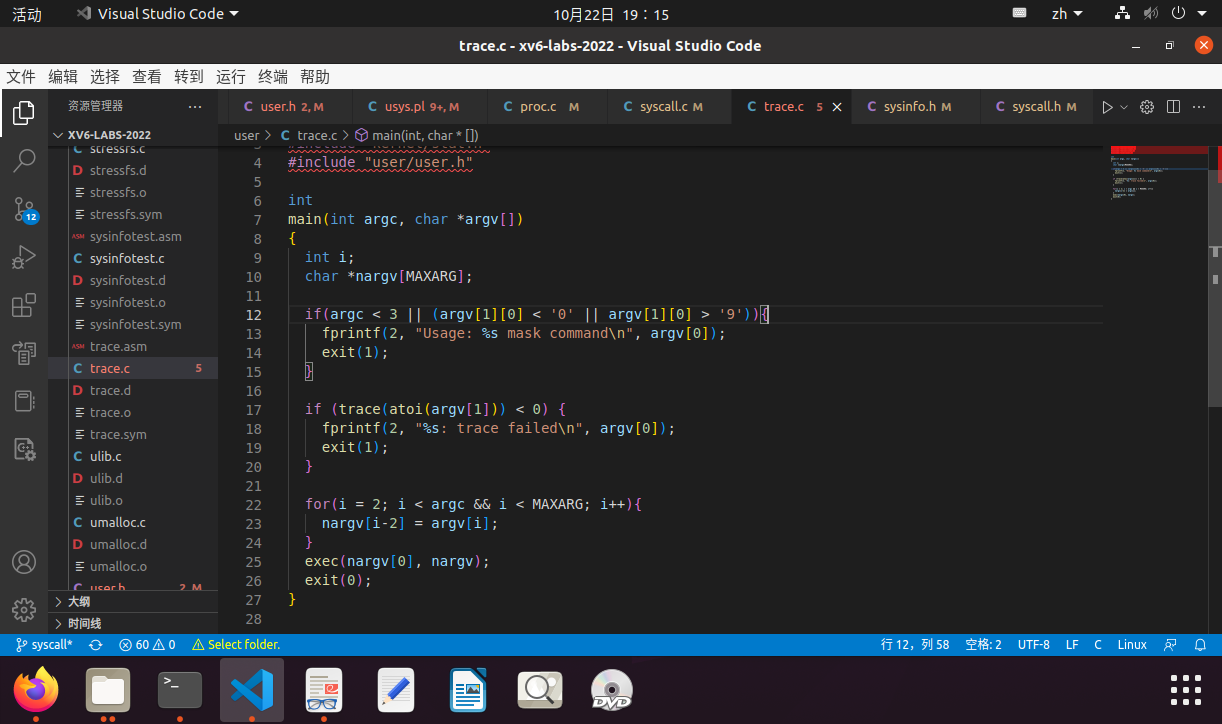 活动
Visual Studio Code
10月22日 19：15
zh
trace.c - xv6-labs-2022 - Visual Studio Code
文件 编辑 选择 查看 转到 运行 终端 帮助
资源管理器
C user.h 2, M
C usys.pl 9+, M
C proc.c M
C syscall.c M
C trace.c 5
C sysinfo.h M
C syscall.h M
XV6-LABS-2022
user > C trace.c > main(int, char * [])
C stressfs.c
D stressfs.d
stressfs.o
stressfs.sym
ASM sysinfotest.asm
C sysinfotest.c
D sysinfotest.d
sysinfotest.o
sysinfotest.sym
ASM trace.asm
C trace.c 5
D trace.d
trace.o
trace.sym
C ulib.c
D ulib.d
ulib.o
C umalloc.c
D umalloc.d
umalloc.o
C user.h 2, M
大纲
时间线
12
3 #include "kernel/stat.h"
4 #include "user/user.h"
5
6 int
7 main(int argc, char *argv[])
8 {
9 int i;
10 char *nargv[MAXARG];
11
12 if(argc < 3 || (argv[1][0] < '0' || argv[1][0] > '9')){
13 fprintf(2, "Usage: %s mask command\n", argv[0]);
14 exit(1);
15 }
16
17 if (trace(atoi(argv[1])) < 0) {
18 fprintf(2, "%s: trace failed\n", argv[0]);
19 exit(1);
20 }
21
22 for(i = 2; i < argc && i < MAXARG; i++){
23 nargv[i-2] = argv[i];
24 }
25 exec(nargv[0], nargv);
26 exit(0);
27 }
28
syscall* 60 0 Select folder. 行 12，列 58 空格: 2 UTF-8 LF C Linux
>_
DVD